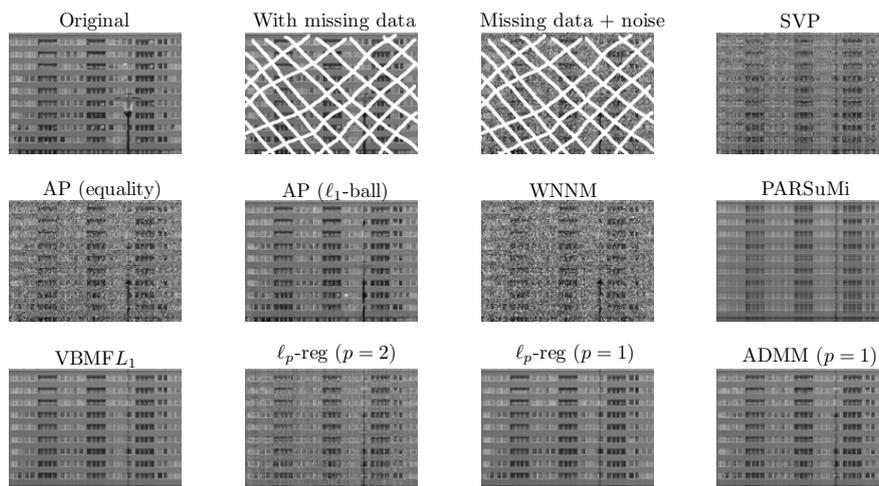 Original
With missing data
Missing data + noise
SVP
AP (equality)
AP (ℓ₁-ball)
WNNM
PARSuMi
VBMFL₁
ℓₚ-reg (p = 2)
ℓₚ-reg (p = 1)
ADMM (p = 1)